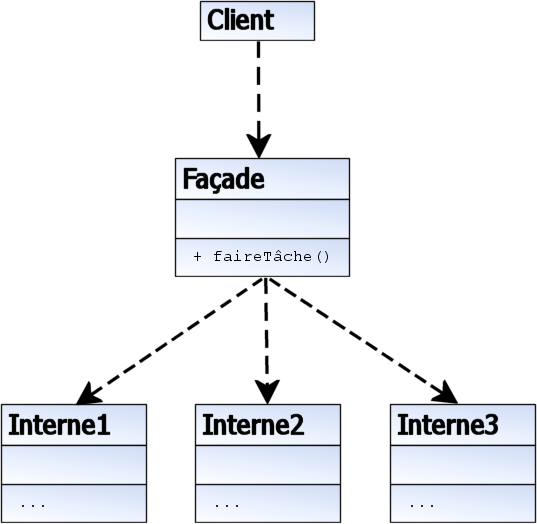 Client
Façade
+ faireTâche()
Interne1
Interne2
Interne3
...
...
...